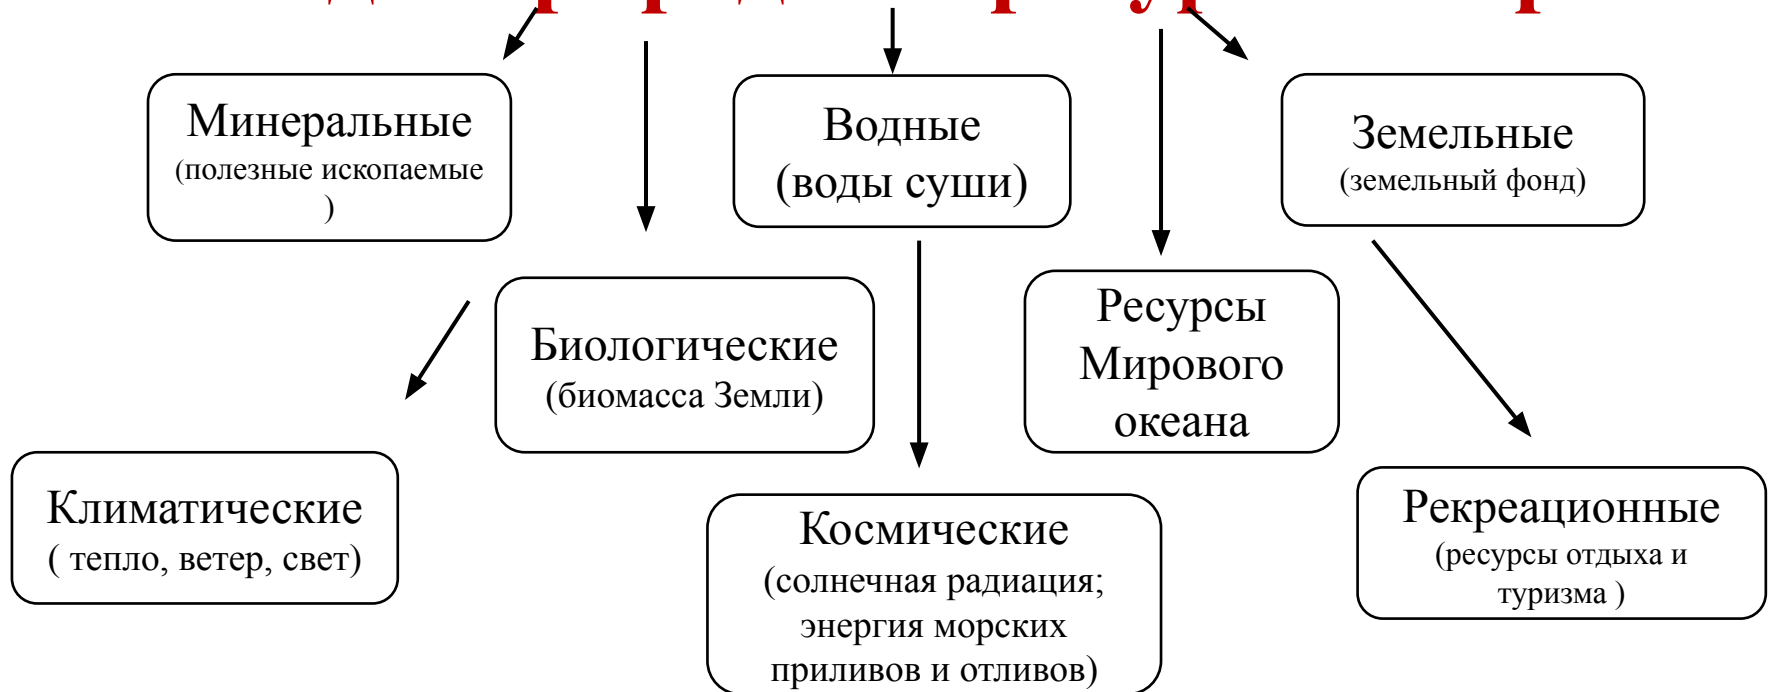 Минеральные
(полезные ископаемые
)
Водные
(воды суши)
Земельные
(земельный фонд)
Биологические
(биомасса Земли)
Ресурсы
Мирового
океана
Климатические
( тепло, ветер, свет)
Космические
(солнечная радиация;
энергия морских
приливов и отливов)
Рекреационные
(ресурсы отдыха и
туризма )